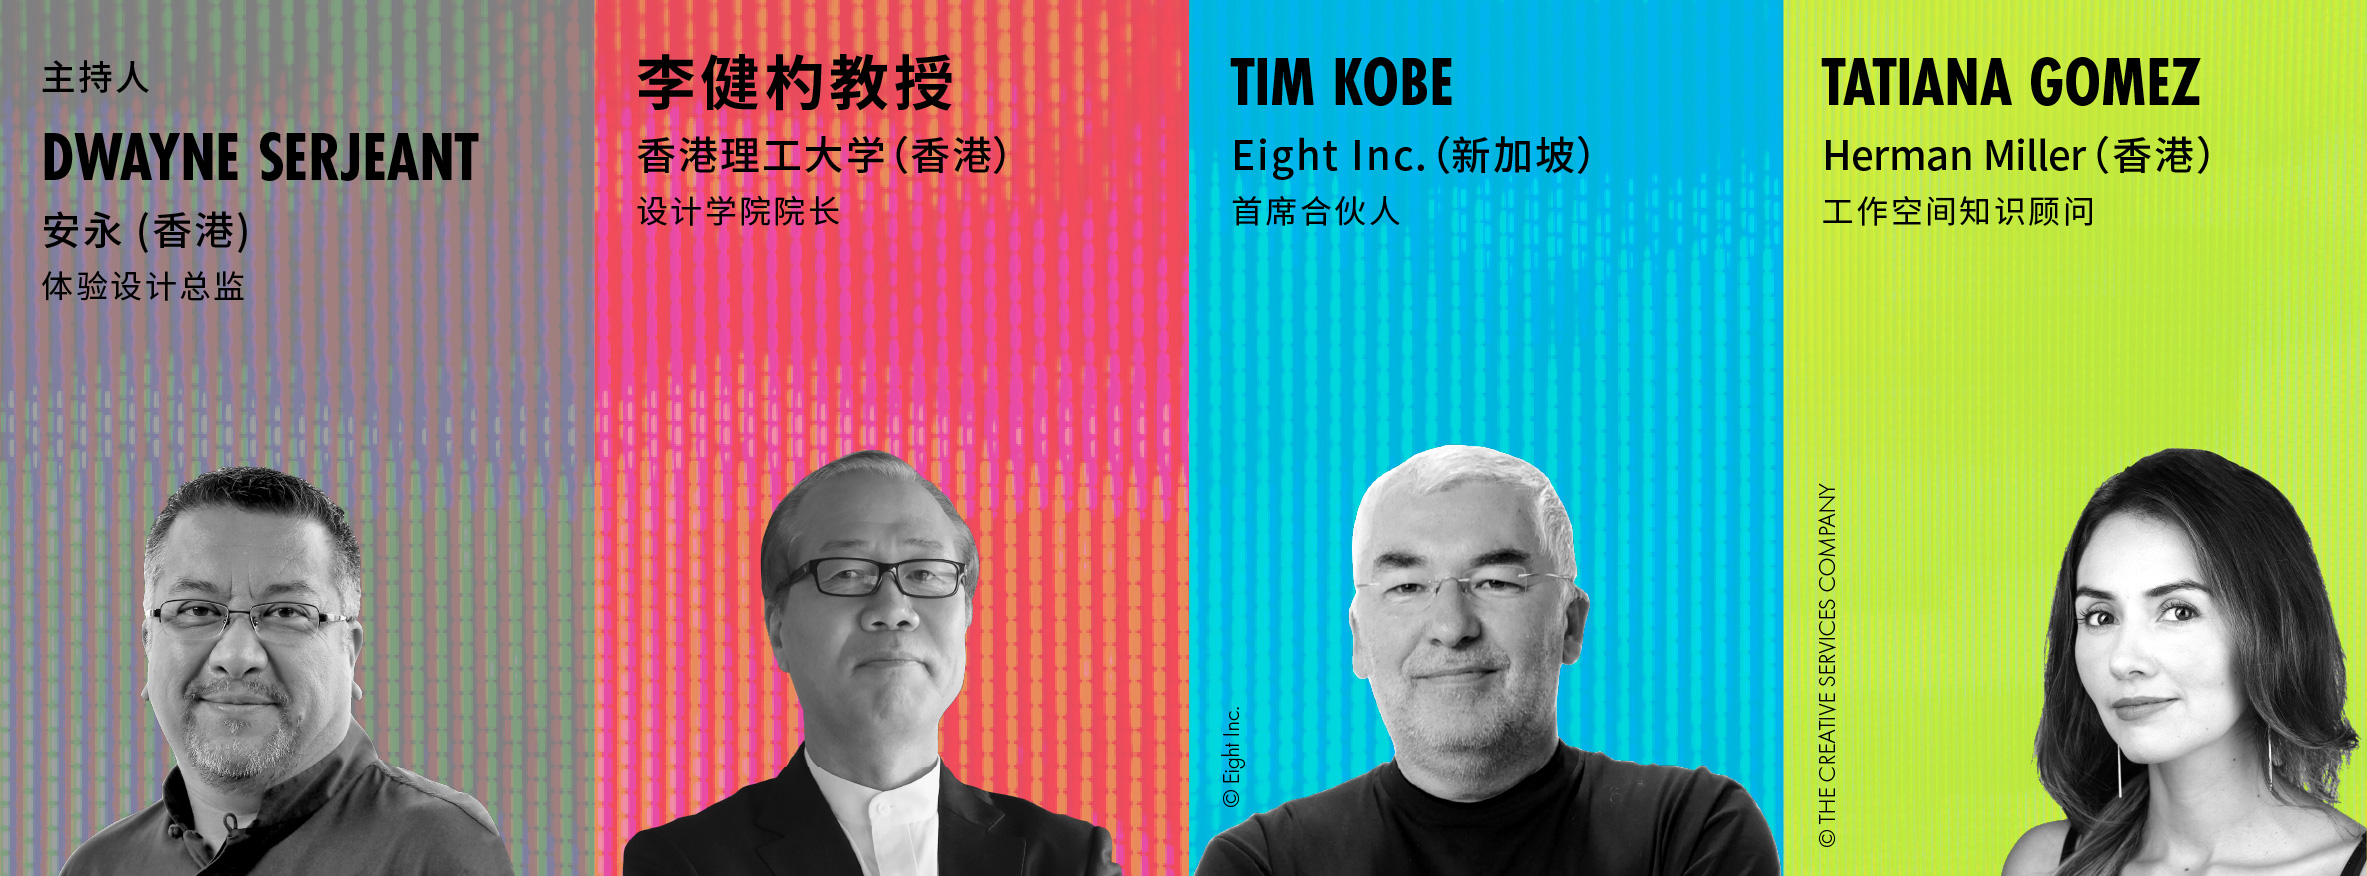 主持人
DWAYNE SERJEANT
安永 (香港)
体验设计总监
李健杓教授
香港理工大学（香港）
设计学院院长
TIM KOBE
Eight Inc.（新加坡）
首席合伙人
© Eight Inc.
TATIANA GOMEZ
Herman Miller（香港）
工作空间知识顾问
© THE CREATIVE SERVICES COMPANY